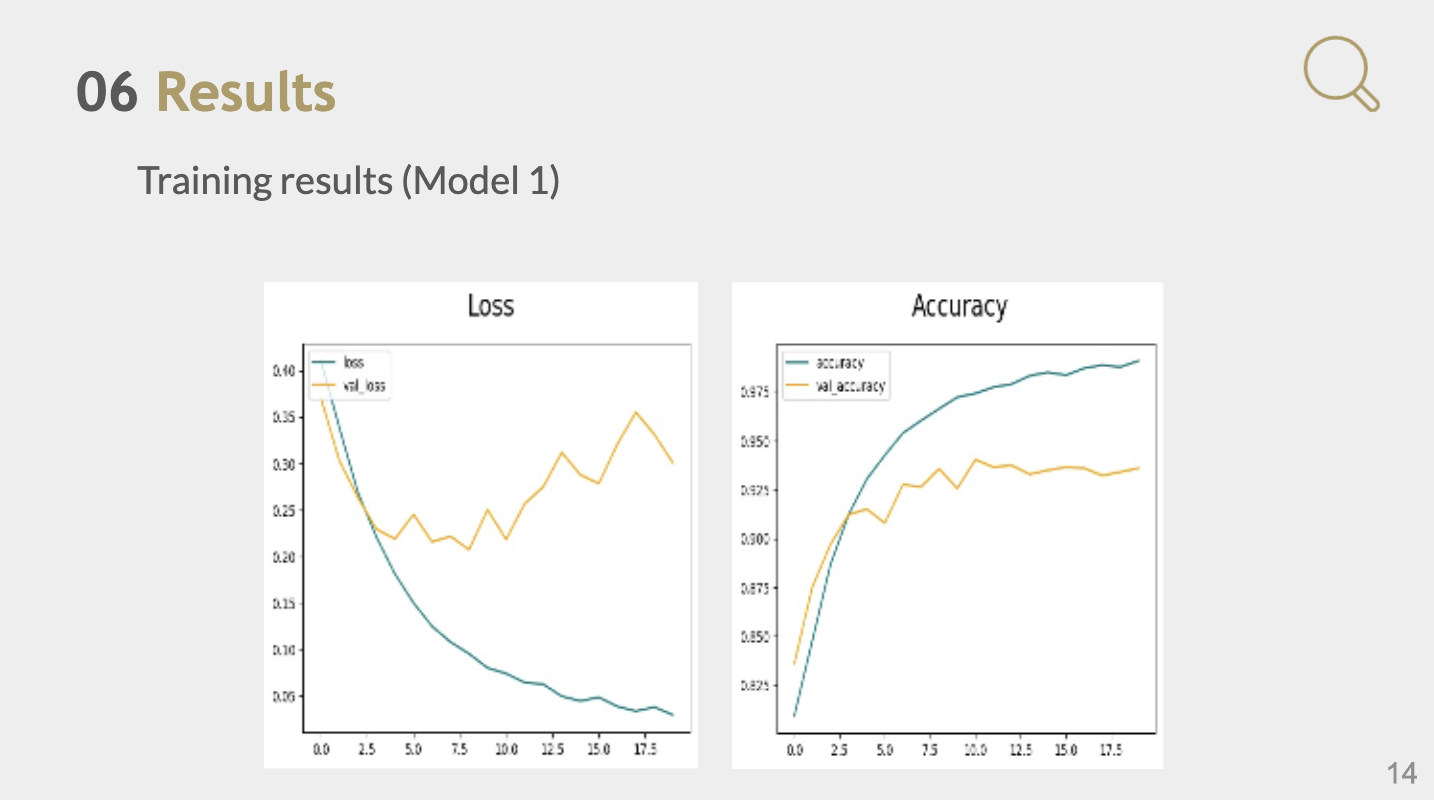 06 Results
Training results (Model 1)
Loss
loss
val_loss
0.40
0.35
0.30
0.25
0.20
0.15
0.10
0.05
0.0 2.5 5.0 7.5 10.0 12.5 15.0 17.5
Accuracy
accuracy
val_accuracy
0.975
0.950
0.925
0.900
0.875
0.850
0.825
0.0 2.5 5.0 7.5 10.0 12.5 15.0 17.5
14